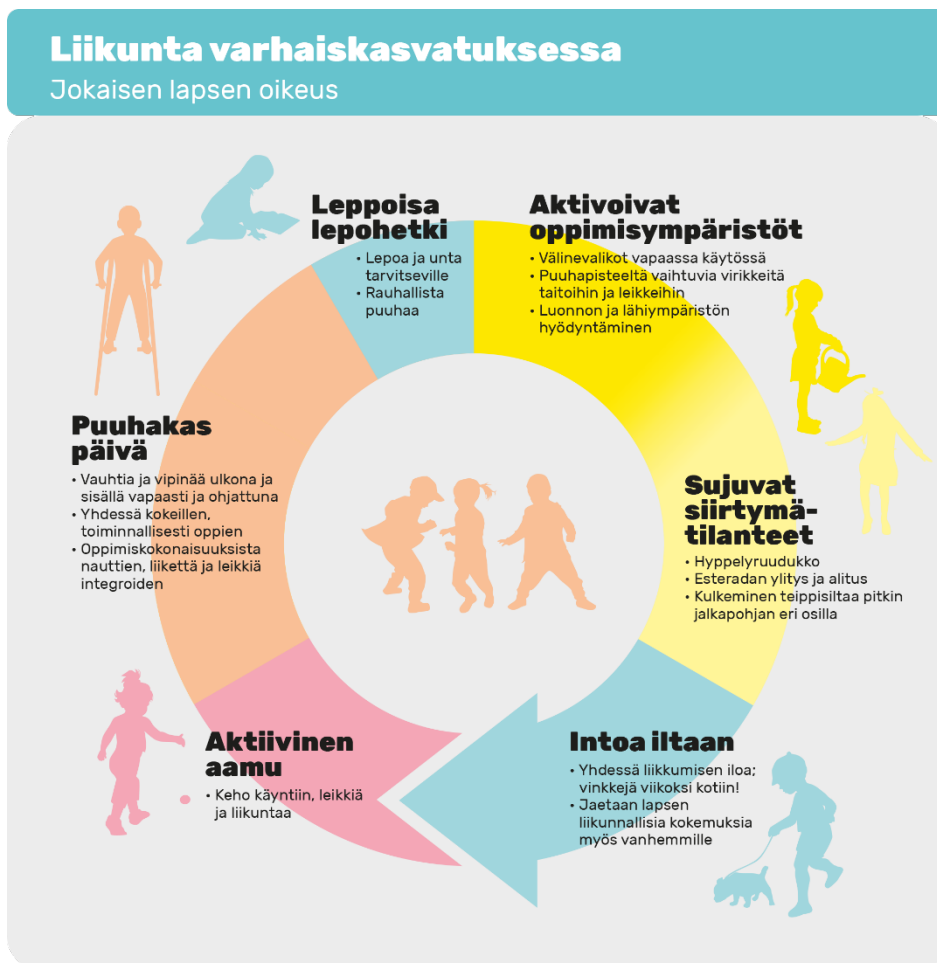 Liikunta varhaiskasvatuksessa
Jokaisen lapsen oikeus
Leppoisa
lepohetki
• Lepoa ja unta
tarvitseville
• Rauhallista
puuhaa
Aktivoivat
oppimisympäristöt
• Välinevalikot vapaassa käytössä
• Puuhapisteeltä vaihtuvia virikkeitä
taitoihin ja leikkeihin
• Luonnon ja lähiympäristön
hyödyntäminen
Puuhakas
päivä
• Vauhtia ja vipinää ulkona ja
sisällä vapaasti ja ohjattuna
• Yhdessä kokeillen,
toiminnallisesti oppien
• Oppimiskokonaisuuksista
nauttien, liikettä ja leikkiä
integroiden
Sujuvat
siirtymä-
tilanteet
• Hyppelyruudukko
• Esteradan ylitys ja alitus
• Kulkeminen teippisiltaa pitkin
jalkapohjan eri osilla
Aktiivinen
aamu
• Keho käyntiin, leikkiä
ja liikuntaa
Intoa iltaan
• Yhdessä liikkumisen iloa;
vinkkejä viikoksi kotiin!
• Jaetaan lapsen
liikunnallisia kokemuksia
myös vanhemmille